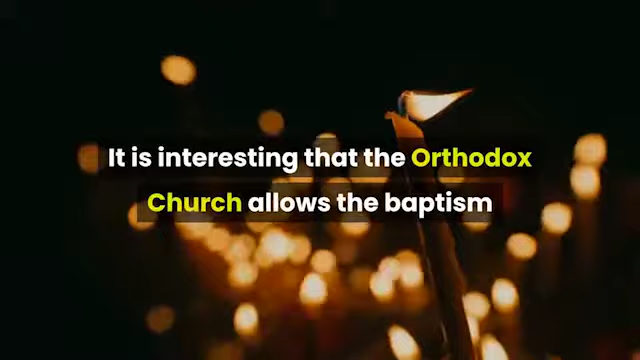 It is interesting that the Orthodox
Church allows the baptism